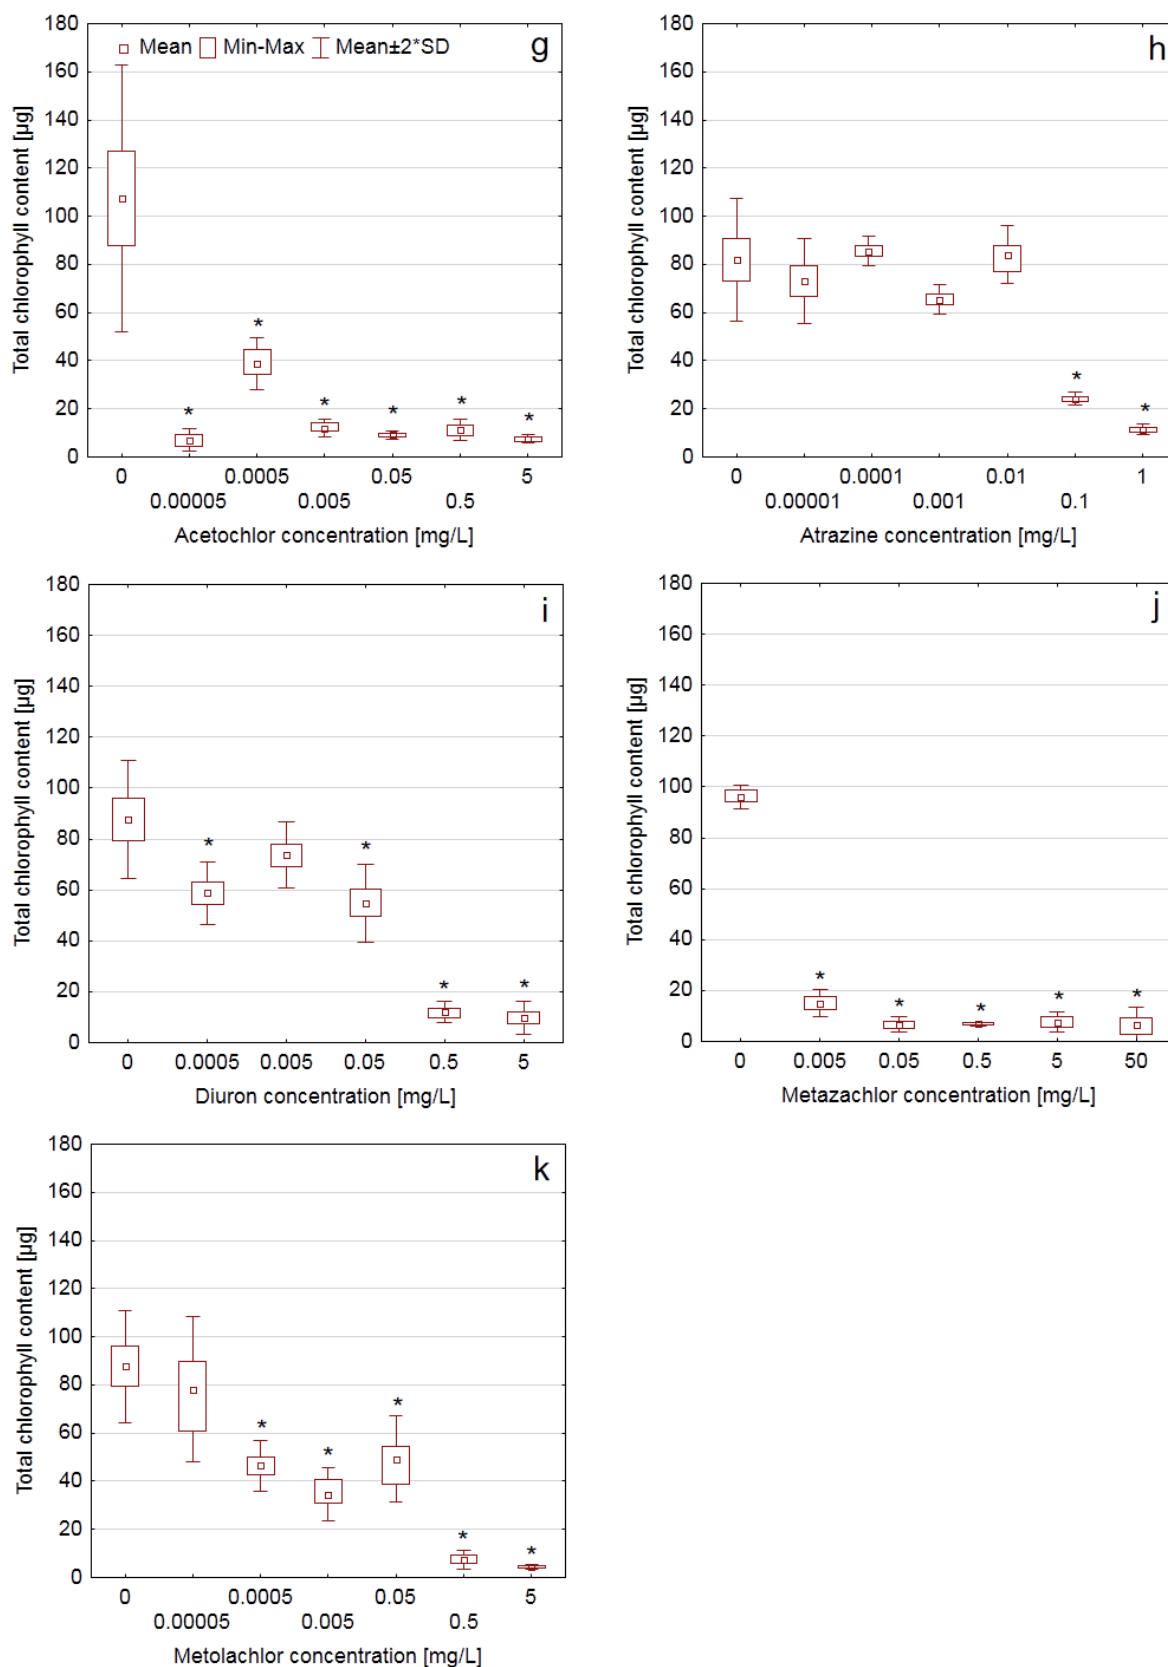 g
Mean Min-Max Mean±2*SD
Total chlorophyll content [µg]
180
160
140
120
100
80
60
40
20
0
* * * * * *
0 0.0005 0.05 5
0.00005 0.005 0.5
Acetochlor concentration [mg/L]
h
Total chlorophyll content [µg]
180
160
140
120
100
80
60
40
20
0
* *
0 0.0001 0.01 1
0.00001 0.001 0.1
Atrazine concentration [mg/L]
i
Total chlorophyll content [µg]
180
160
140
120
100
80
60
40
20
0
* * * *
0 0.0005 0.005 0.05 0.5 5
Diuron concentration [mg/L]
j
Total chlorophyll content [µg]
180
160
140
120
100
80
60
40
20
0
* * * * *
0 0.005 0.05 0.5 5 50
Metazachlor concentration [mg/L]
k
Total chlorophyll content [µg]
180
160
140
120
100
80
60
40
20
0
* * * * *
0 0.0005 0.05 5
0.00005 0.005 0.5
Metolachlor concentration [mg/L]